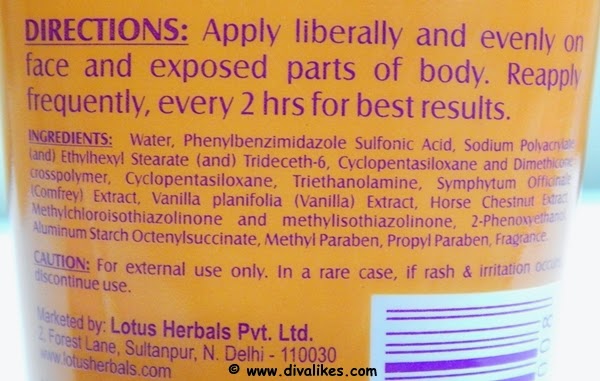 DIRECTIONS: Apply liberally and evenly on
face and exposed parts of body. Reapply
frequently, every 2 hrs for best results.
INGREDIENTS: Water, Phenylbenzimidazole Sulfonic Acid, Sodium Polyacrylate
(and) Ethylhexyl Stearate (and) Trideceth-6, Cyclopentasiloxane and Dimethicone
crosspolymer, Cyclopentasiloxane, Triethanolamine, Symphytum Officinale
(Comfrey) Extract, Vanilla planifolia (Vanilla) Extract, Horse Chestnut Extract,
Methylchloroisothiazolinone and methylisothiazolinone, 2-Phenoxyethanol,
Aluminum Starch Octenylsuccinate, Methyl Paraben, Propyl Paraben, Fragrance.
CAUTION: For external use only. In a rare case, if rash & irritation occurs,
discontinue use.
Marketed by: Lotus Herbals Pvt. Ltd.
2, Forest Lane, Sultanpur, N. Delhi - 110030
www.lotusherbals.com
© www.divalikes.com